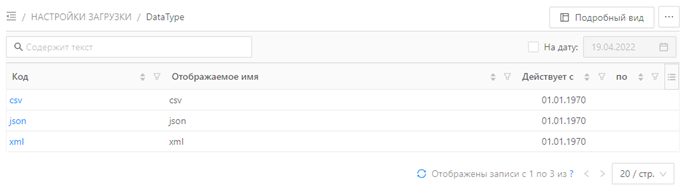 / НАСТРОЙКИ ЗАГРУЗКИ / DataType
Подробный вид
Содержит текст
На дату: 19.04.2022
Код Отображаемое имя Действует с по
csv csv 01.01.1970
json json 01.01.1970
xml xml 01.01.1970
Отображены записи с 1 по 3 из ? 20 / стр.